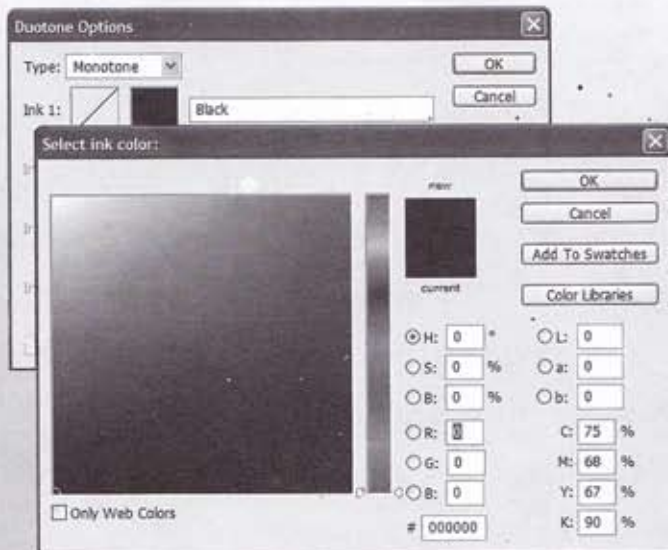 Duotone Options
Type: Monotone
OK
Ink 1:
Black
Cancel
Select ink color:
new
OK
Cancel
Add To Swatches
current
Color Libraries
H: 0 °
L: 0
S: 0 %
a: 0
B: 0 %
b: 0
R: 0
C: 75 %
G: 0
M: 68 %
B: 0
Y: 67 %
Only Web Colors
# 000000
K: 90 %